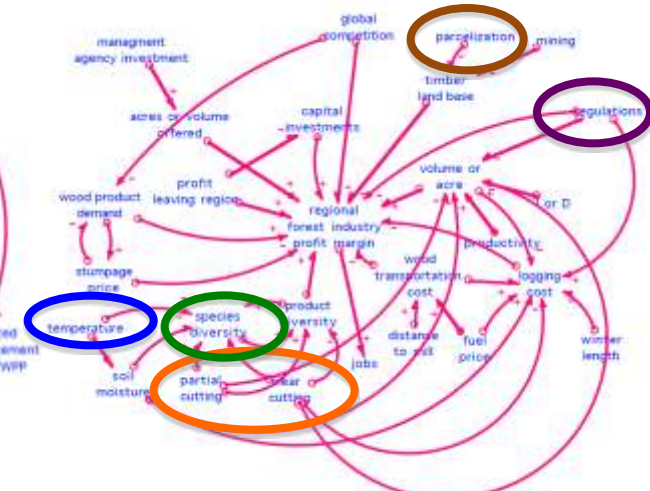 global
competition
parcelization
mining
managment
agency investment
timber
land base
regulations
acres or volume
offered
capital
investments
volume or
acre
profit
leaving region
wood product
demand
regional
forest industry
profit margin
I or D
productivity
wood
transportation
cost
logging
cost
stumpage
price
product
diversity
species
diversity
temperature
distance
to mill
fuel
price
winter
length
jobs
soil
moisture
partial
cutting
clear
cutting
WPP